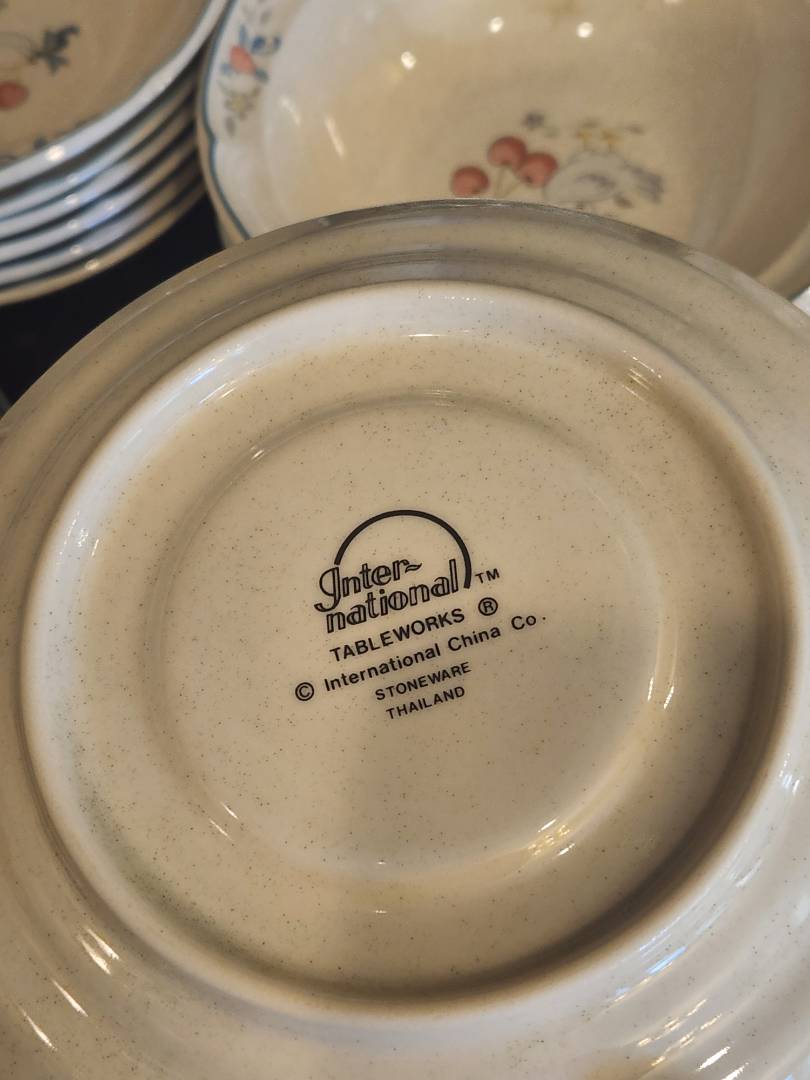 Inter-
national™
TABLEWORKS ®
© International China Co.
STONEWARE
THAILAND